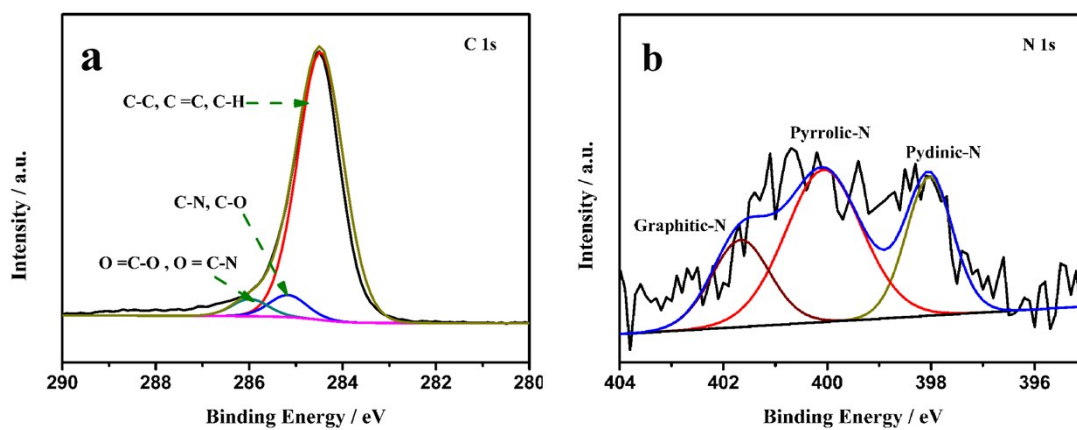 a
C 1s
C-C, C =C, C-H
C-N, C-O
O =C-O , O = C-N
Intensity / a.u.
290 288 286 284 282 280
Binding Energy / eV
b
N 1s
Pyrrolic-N
Pydinic-N
Graphitic-N
Intensity / a.u.
404 402 400 398 396
Binding Energy / eV